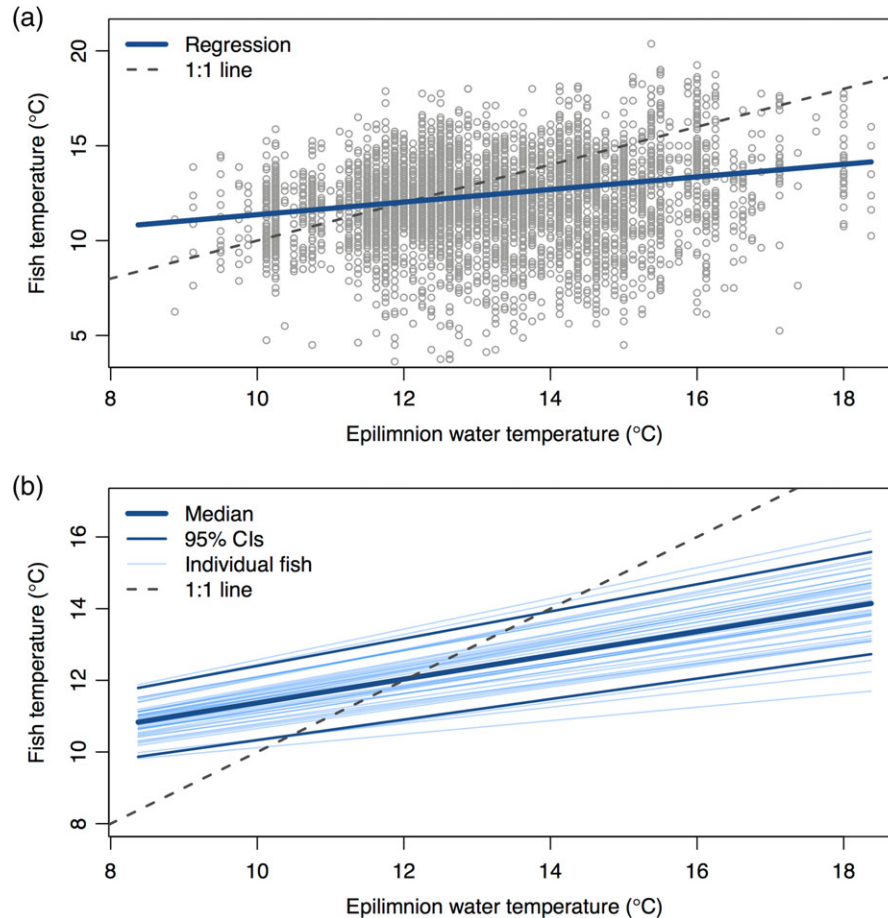 (a)
Regression
1:1 line
20
15
10
5
Fish temperature (°C)
8 10 12 14 16 18
Epilimnion water temperature (°C)
(b)
Median
95% CIs
Individual fish
1:1 line
16
14
12
10
8
Fish temperature (°C)
8 10 12 14 16 18
Epilimnion water temperature (°C)